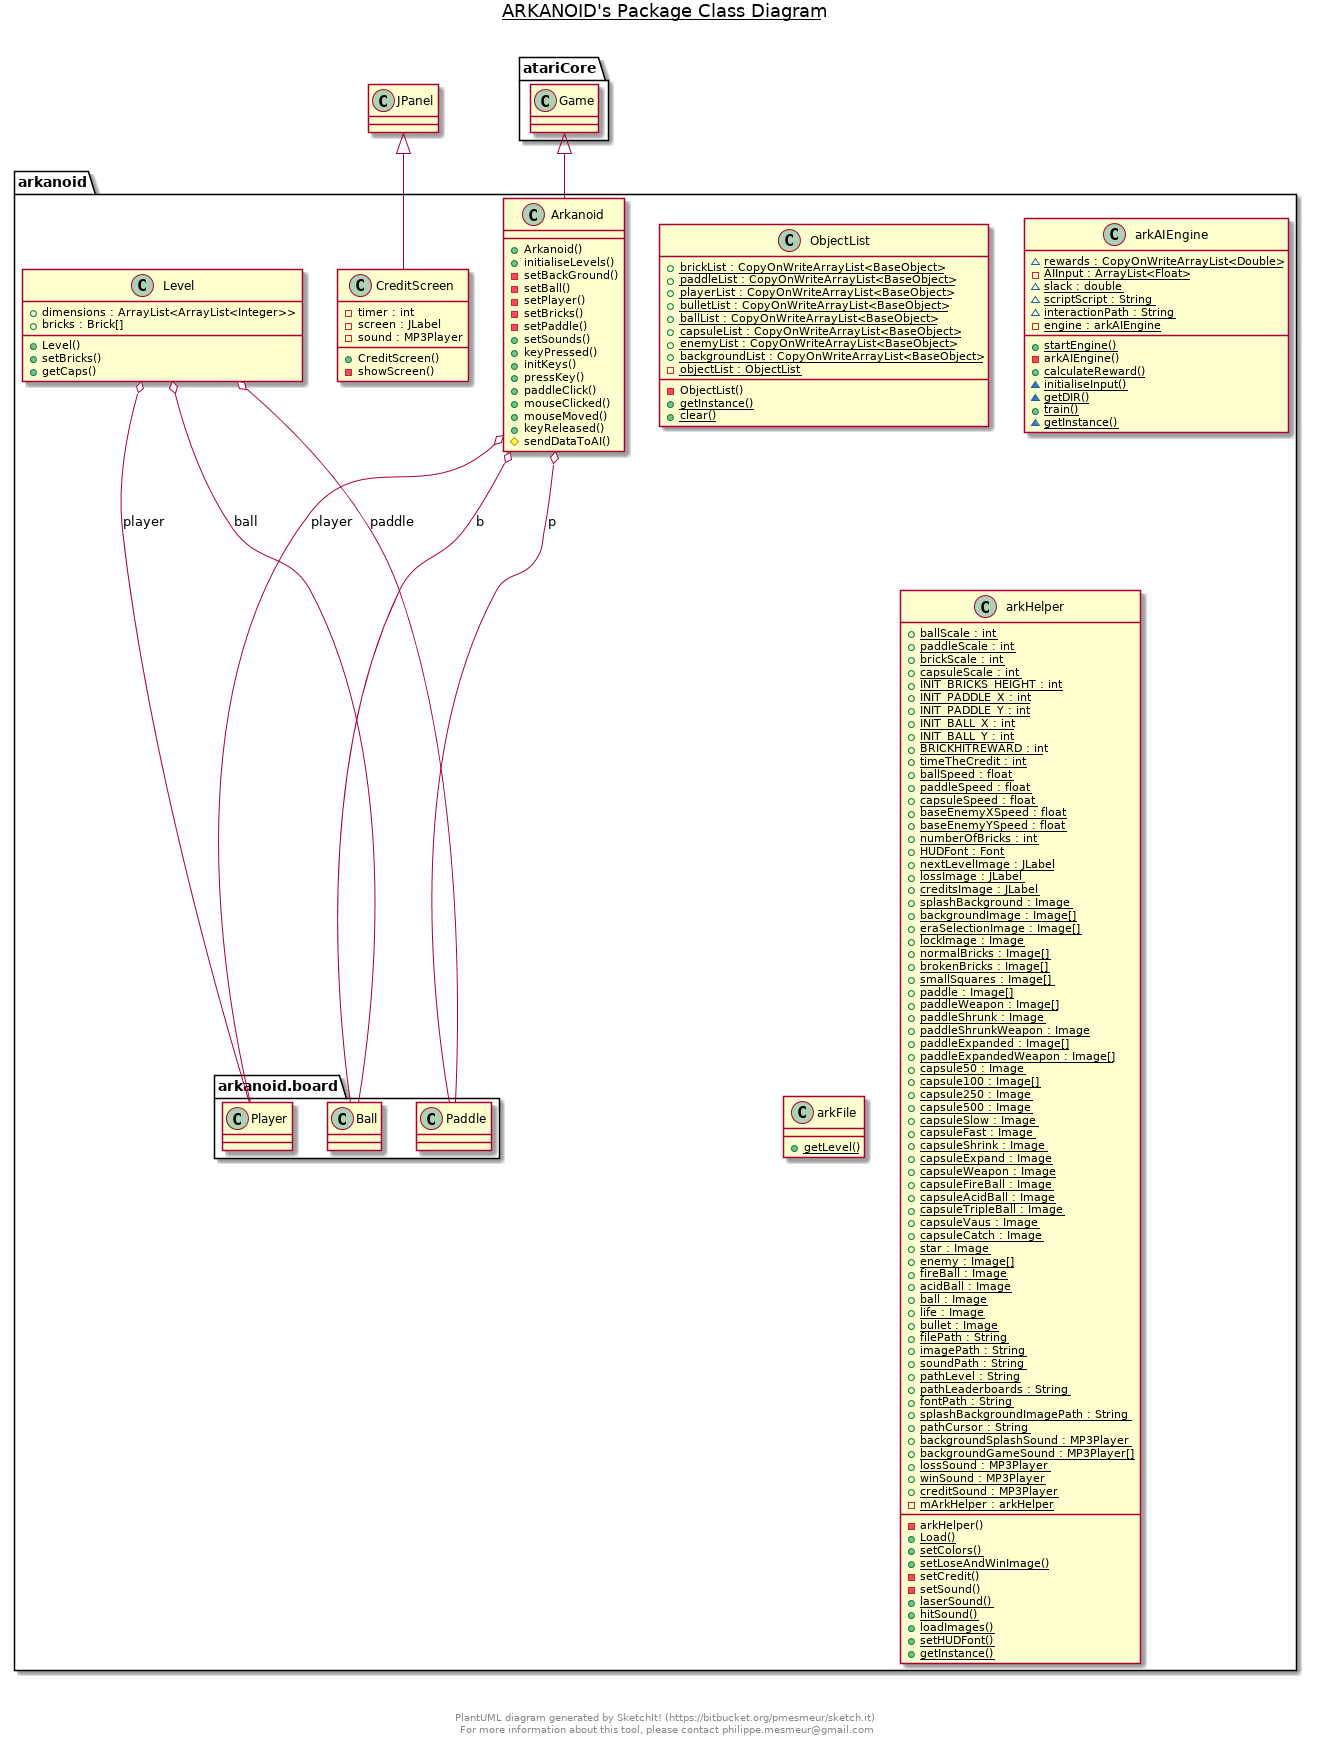 ARKANOID's Package Class Diagram
atariCore
JPanel
Game
arkanoid
Arkanoid
Arkanoid()
initialiseLevels()
setBackGround()
setBall()
setPlayer()
setBricks()
setPaddle()
setSounds()
keyPressed()
initKeys()
pressKey()
paddleClick()
mouseClicked()
mouseMoved()
keyReleased()
sendDataToAI()
ObjectList
brickList : CopyOnWriteArrayList<BaseObject>
paddleList : CopyOnWriteArrayList<BaseObject>
playerList : CopyOnWriteArrayList<BaseObject>
bulletList : CopyOnWriteArrayList<BaseObject>
ballList : CopyOnWriteArrayList<BaseObject>
capsuleList : CopyOnWriteArrayList<BaseObject>
enemyList : CopyOnWriteArrayList<BaseObject>
backgroundList : CopyOnWriteArrayList<BaseObject>
objectList : ObjectList
ObjectList()
getInstance()
clear()
arkAIEngine
rewards : CopyOnWriteArrayList<Double>
AIInput : ArrayList<Float>
slack : double
scriptScript : String
interactionPath : String
engine : arkAIEngine
startEngine()
arkAIEngine()
calculateReward()
initialiseInput()
getDIR()
train()
getInstance()
Level
dimensions : ArrayList<ArrayList<Integer>>
bricks : Brick[]
Level()
setBricks()
getCaps()
CreditScreen
timer : int
screen : JLabel
sound : MP3Player
CreditScreen()
showScreen()
player
ball
player
paddle
b
p
arkHelper
ballScale : int
paddleScale : int
brickScale : int
capsuleScale : int
INIT_BRICKS_HEIGHT : int
INIT_PADDLE_X : int
INIT_PADDLE_Y : int
INIT_BALL_X : int
INIT_BALL_Y : int
BRICKHITREWARD : int
timeTheCredit : int
ballSpeed : float
paddleSpeed : float
capsuleSpeed : float
baseEnemyXSpeed : float
baseEnemyYSpeed : float
numberOfBricks : int
HUDFont : Font
nextLevelImage : JLabel
lossImage : JLabel
creditsImage : JLabel
splashBackground : Image
backgroundImage : Image[]
eraSelectionImage : Image[]
lockImage : Image
normalBricks : Image[]
brokenBricks : Image[]
smallSquares : Image[]
paddle : Image[]
paddleWeapon : Image[]
paddleShrunk : Image
paddleShrunkWeapon : Image
paddleExpanded : Image[]
paddleExpandedWeapon : Image[]
capsule50 : Image
capsule100 : Image[]
capsule250 : Image
capsule500 : Image
capsuleSlow : Image
capsuleFast : Image
capsuleShrink : Image
capsuleExpand : Image
capsuleWeapon : Image
capsuleFireBall : Image
capsuleAcidBall : Image
capsuleTripleBall : Image
capsuleVaus : Image
capsuleCatch : Image
star : Image
enemy : Image[]
fireBall : Image
acidBall : Image
ball : Image
life : Image
bullet : Image
filePath : String
imagePath : String
soundPath : String
pathLevel : String
pathLeaderboards : String
fontPath : String
splashBackgroundImagePath : String
pathCursor : String
backgroundSplashSound : MP3Player
backgroundGameSound : MP3Player[]
lossSound : MP3Player
winSound : MP3Player
creditSound : MP3Player
mArkHelper : arkHelper
arkHelper()
Load()
setColors()
setLoseAndWinImage()
setCredit()
setSound()
laserSound()
hitSound()
loadImages()
setHUDFont()
getInstance()
arkanoid.board
Player
Ball
Paddle
arkFile
getLevel()
PlantUML diagram generated by SketchIt! (https://bitbucket.org/pmesmeur/sketch.it)
For more information about this tool, please contact philippe.mesmeur@gmail.com